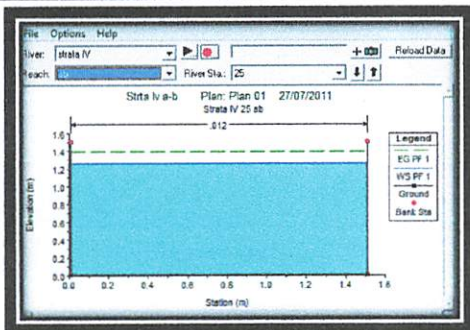 File Options Help
River: strata IV Reload Data
Reach: ab River Sta.: 25
Strta Iv a-b Plan: Plan 01 27/07/2011
Strata IV 25 ab
.012
Legend
EG PF 1
WS PF 1
Ground
Bank Sta
Elevation (m)
1.6
1.4
1.2
1.0
0.8
0.6
0.4
0.2
0.0
0.0 0.2 0.4 0.6 0.8 1.0 1.2 1.4 1.6
Station (m)